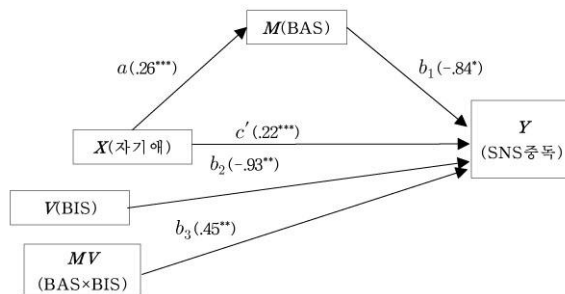 M(BAS)
a(.26***)
b₁(-.84*)
X(자기애)
c′(.22***)
Y
(SNS중독)
b₂(-.93**)
V(BIS)
b₃(.45**)
MV
(BAS×BIS)